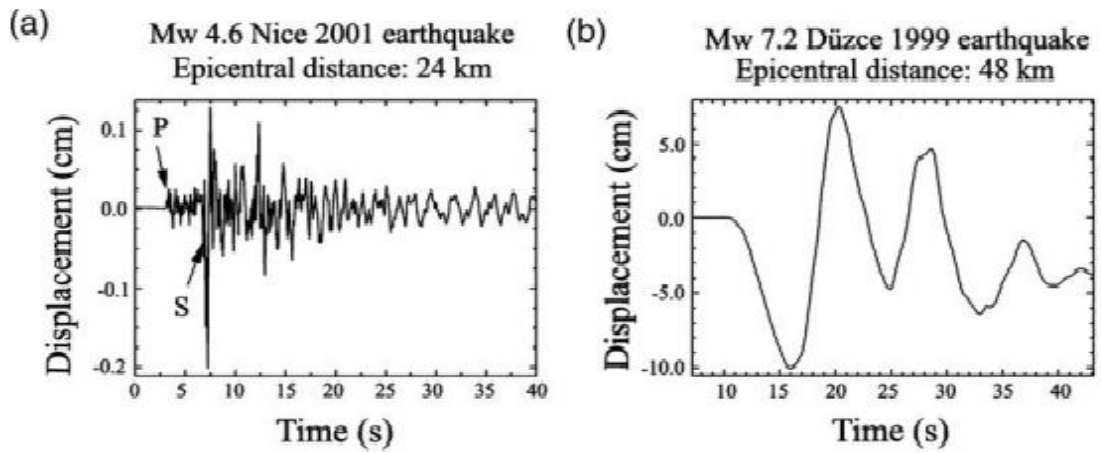 (a)
Mw 4.6 Nice 2001 earthquake
Epicentral distance: 24 km
Displacement (cm)
0.1
0.0
-0.1
-0.2
P
S
0 5 10 15 20 25 30 35 40
Time (s)
(b)
Mw 7.2 Düzce 1999 earthquake
Epicentral distance: 48 km
Displacement (cm)
5.0
0.0
-5.0
-10.0
10 15 20 25 30 35 40
Time (s)